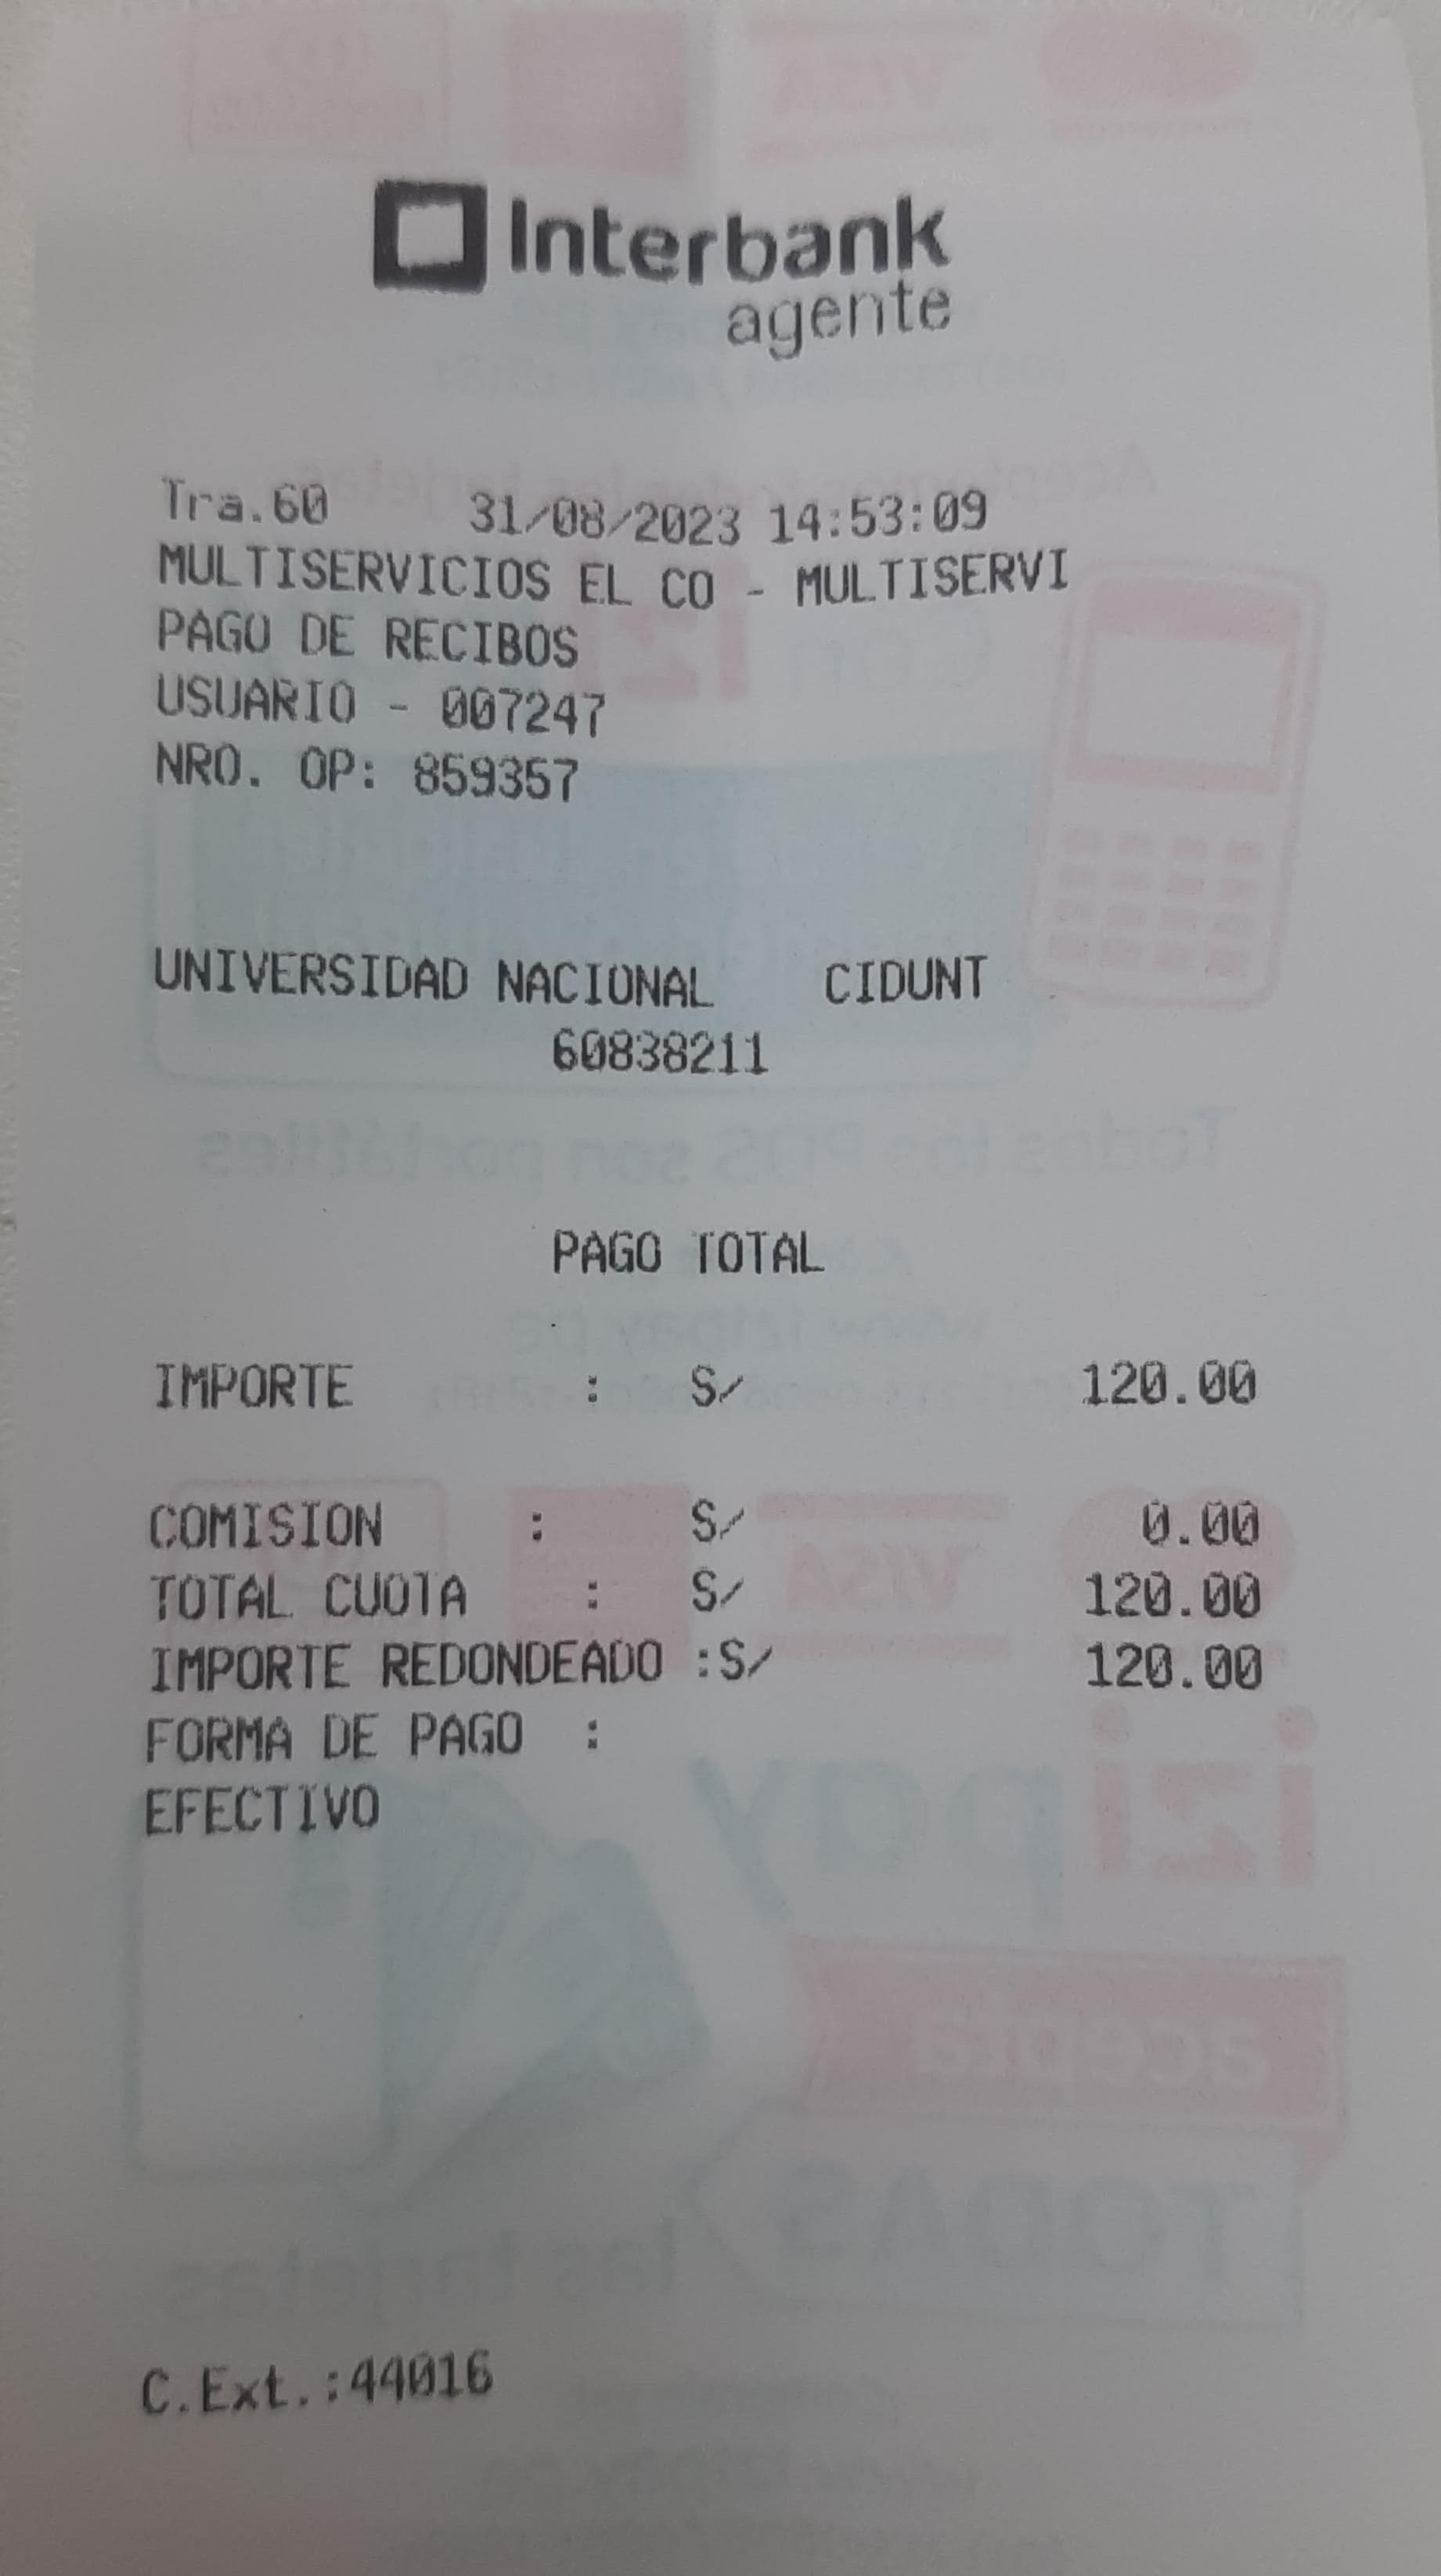 Interbank
agente
Tra.60 31/08/2023 14:53:09
MULTISERVICIOS EL CO - MULTISERVI
PAGO DE RECIBOS
USUARIO - 007247
NRO. OP: 859357
UNIVERSIDAD NACIONAL CIDUNT
60838211
PAGO TOTAL
IMPORTE : S/ 120.00
COMISION : S/ 0.00
TOTAL CUOTA : S/ 120.00
IMPORTE REDONDEADO :S/ 120.00
FORMA DE PAGO :
EFECTIVO
C.Ext.:44016